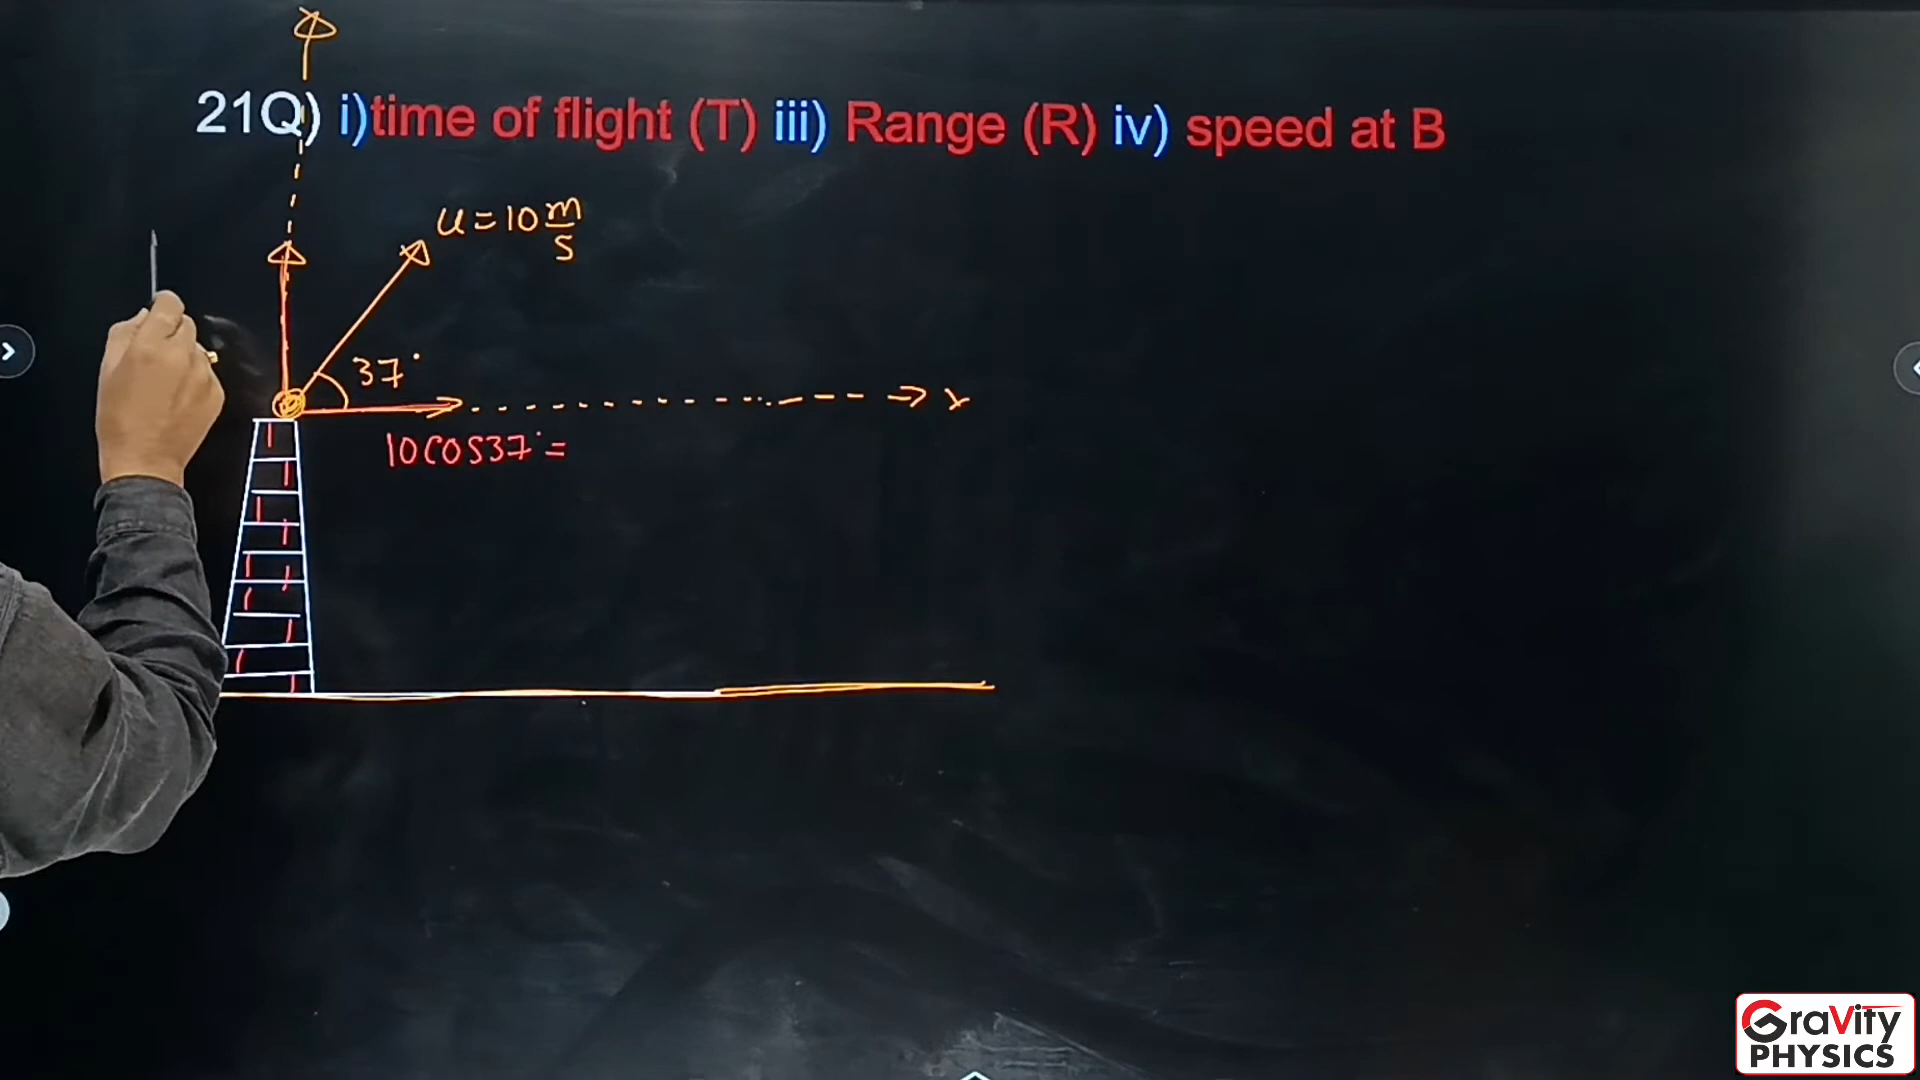 21Q) i)time of flight (T) iii) Range (R) iv) speed at B
u = 10 m/s
37°
x
10cos37° =
GraVity
PHYSICS